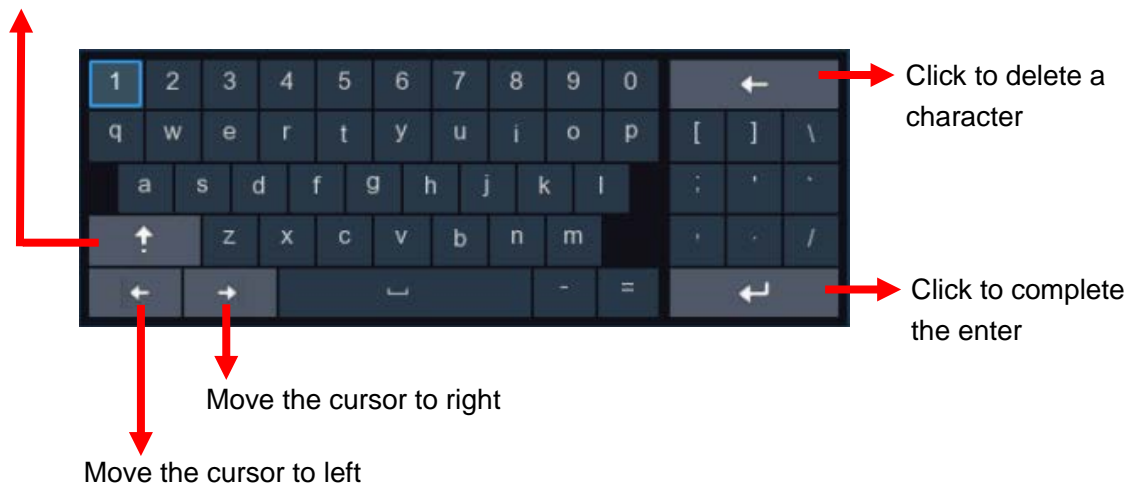 1 2 3 4 5 6 7 8 9 0
Click to delete a
character
q w e r t y u i o p [ ] \
a s d f g h j k l ; ' `
z x c v b n m , . /
- =
Click to complete
the enter
Move the cursor to right
Move the cursor to left